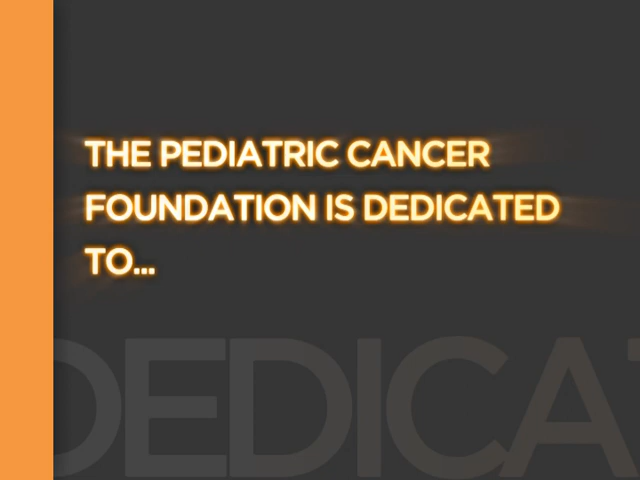 THE PEDIATRIC CANCER
FOUNDATION IS DEDICATED
TO...
DEDICAT